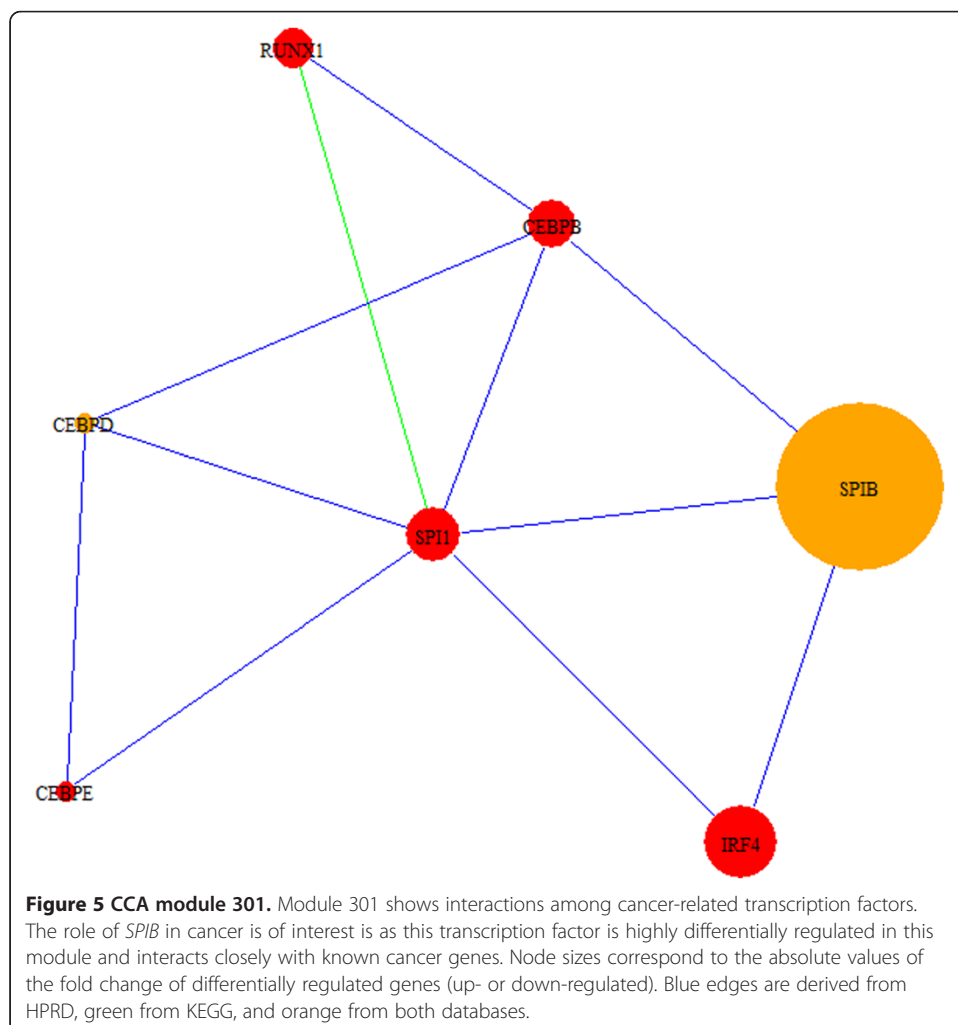 RUNX1
CEBPB
CEBPD
SPIB
SPI1
CEBPE
IRF4
Figure 5 CCA module 301. Module 301 shows interactions among cancer-related transcription factors.
The role of SPIB in cancer is of interest is as this transcription factor is highly differentially regulated in this
module and interacts closely with known cancer genes. Node sizes correspond to the absolute values of
the fold change of differentially regulated genes (up- or down-regulated). Blue edges are derived from
HPRD, green from KEGG, and orange from both databases.